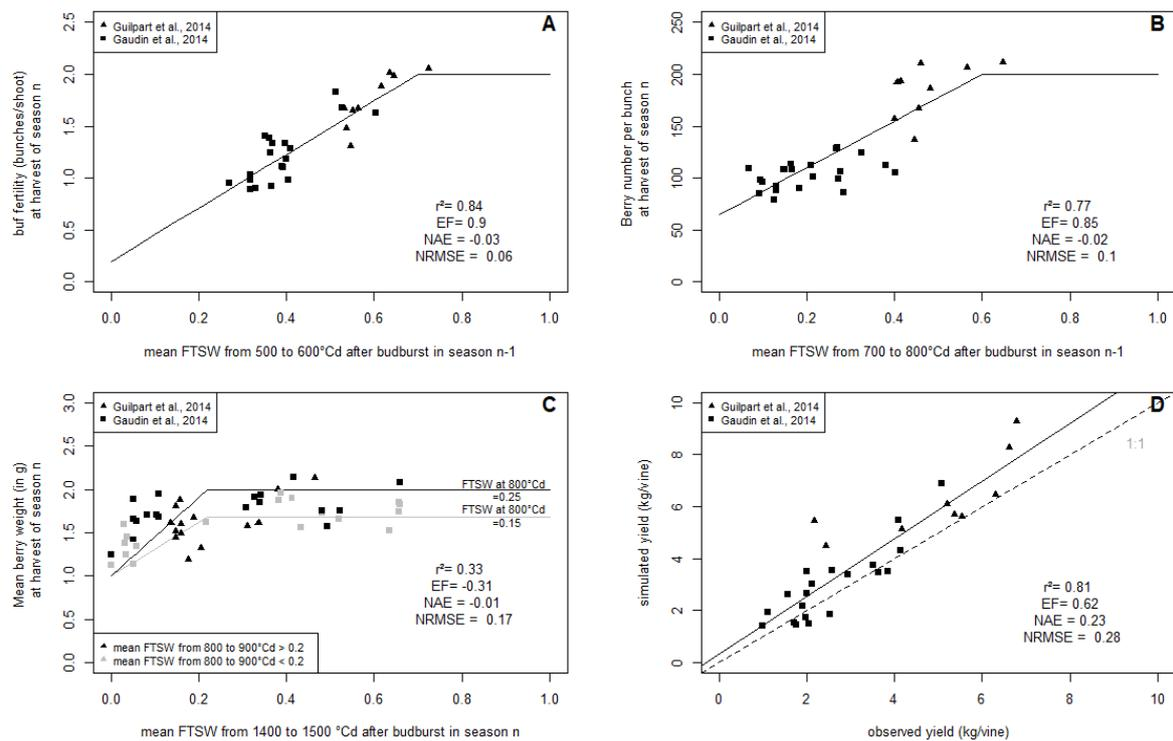 A
▲ Guilpart et al., 2014
■ Gaudin et al., 2014
buf fertility (bunches/shoot)
at harvest of season n
2.5
2.0
1.5
1.0
0.5
0.0
r²= 0.84
EF= 0.9
NAE = -0.03
NRMSE = 0.06
0.0 0.2 0.4 0.6 0.8 1.0
mean FTSW from 500 to 600°Cd after budburst in season n-1
B
▲ Guilpart et al., 2014
■ Gaudin et al., 2014
Berry number per bunch
at harvest of season n
250
200
150
100
50
0
r²= 0.77
EF= 0.85
NAE = -0.02
NRMSE = 0.1
0.0 0.2 0.4 0.6 0.8 1.0
mean FTSW from 700 to 800°Cd after budburst in season n-1
C
▲ Guilpart et al., 2014
■ Gaudin et al., 2014
Mean berry weight (in g)
at harvest of season n
3.0
2.5
2.0
1.5
1.0
0.5
0.0
FTSW at 800°Cd
=0.25
FTSW at 800°Cd
=0.15
r²= 0.33
EF= -0.31
NAE = -0.01
NRMSE = 0.17
▲ mean FTSW from 800 to 900°Cd > 0.2
▲ mean FTSW from 800 to 900°Cd < 0.2
0.0 0.2 0.4 0.6 0.8 1.0
mean FTSW from 1400 to 1500 °Cd after budburst in season n
D
▲ Guilpart et al., 2014
■ Gaudin et al., 2014
simulated yield (kg/vine)
10
8
6
4
2
0
1:1
r²= 0.81
EF= 0.62
NAE = 0.23
NRMSE = 0.28
0 2 4 6 8 10
observed yield (kg/vine)